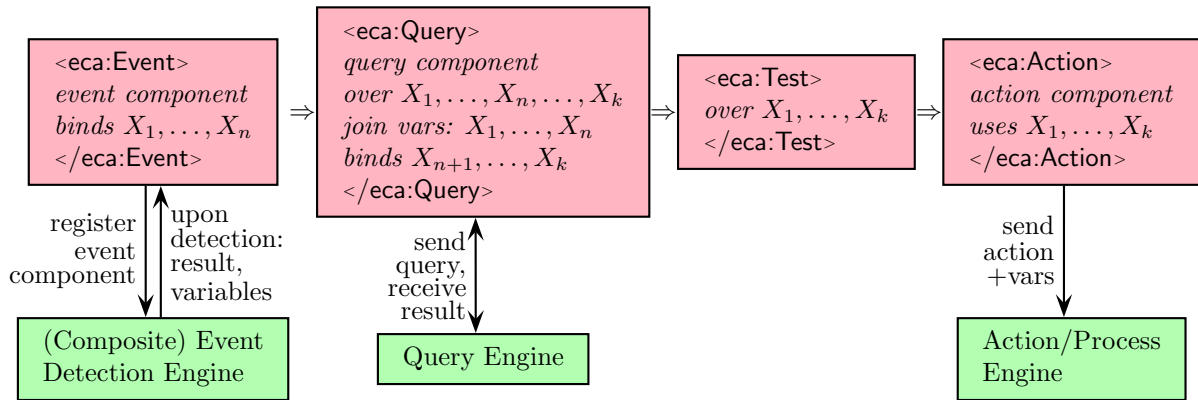 <eca:Event>
event component
binds X₁, . . . , Xₙ
</eca:Event>
⇒
<eca:Query>
query component
over X₁, . . . , Xₙ, . . . , Xₖ
join vars: X₁, . . . , Xₙ
binds Xₙ₊₁, . . . , Xₖ
</eca:Query>
⇒
<eca:Test>
over X₁, . . . , Xₖ
</eca:Test>
⇒
<eca:Action>
action component
uses X₁, . . . , Xₖ
</eca:Action>
register
event
component
upon
detection:
result,
variables
send
query,
receive
result
send
action
+vars
(Composite) Event
Detection Engine
Query Engine
Action/Process
Engine